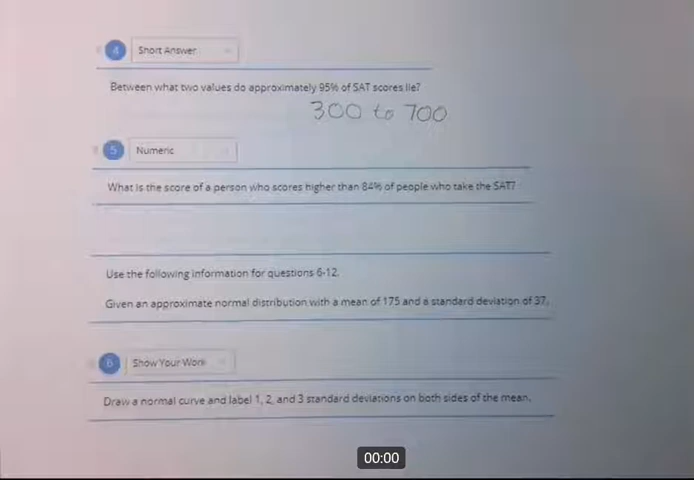 4 Short Answer
Between what two values do approximately 95% of SAT scores lie?
300 to 700
5 Numeric
What is the score of a person who scores higher than 84% of people who take the SAT?
Use the following information for questions 6-12.
Given an approximate normal distribution with a mean of 175 and a standard deviation of 37,
6 Show Your Work
Draw a normal curve and label 1, 2, and 3 standard deviations on both sides of the mean.
00:00